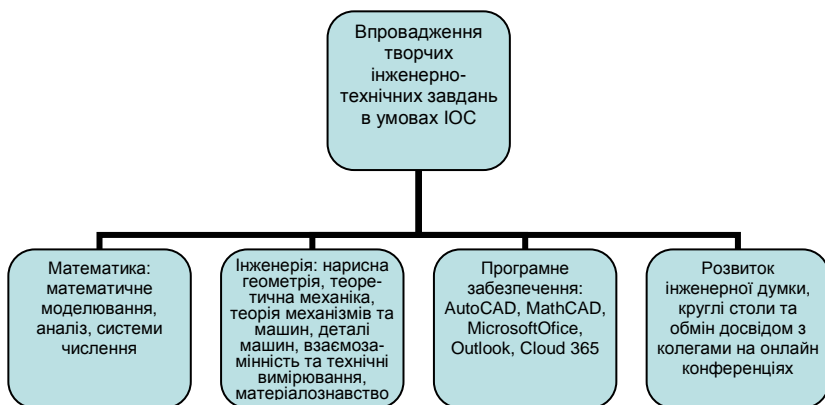 Впровадження
творчих
інженерно-
технічних завдань
в умовах ІОС
Математика:
математичне
моделювання,
аналіз, системи
числення
Інженерія: нарисна
геометрія, теоре-
тична механіка,
теорія механізмів та
машин, деталі
машин, взаємоза-
мінність та технічні
вимірювання,
матеріалознавство
Програмне
забезпечення:
AutoCAD, MathCAD,
MicrosoftOfice,
Outlook, Cloud 365
Розвиток
інженерної думки,
круглі столи та
обмін досвідом з
колегами на онлайн
конференціях